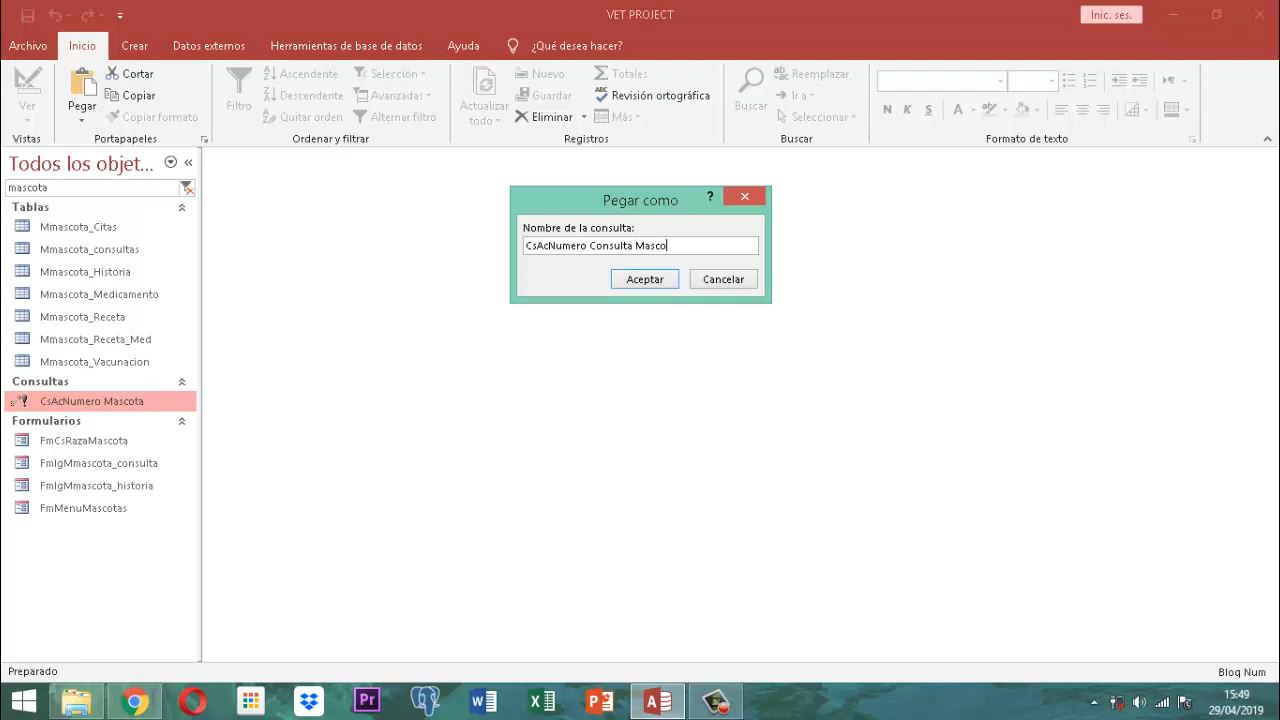 VET PROJECT
Inic. ses.
Archivo
Inicio
Crear
Datos externos
Herramientas de base de datos
Ayuda
¿Qué desea hacer?
Ver
Pegar
Cortar
Copiar
Copiar formato
Portapapeles
Filtro
Ascendente
Descendente
Quitar orden
Selección
Avanzadas
Alternar filtro
Ordenar y filtrar
Actualizar
todo
Nuevo
Guardar
Eliminar
Totales
Revisión ortográfica
Más
Registros
Buscar
Reemplazar
Ir a
Seleccionar
Buscar
N K S
A
Formato de texto
Vistas
Todos los objet...
mascota
Tablas
Mmascota_Citas
Mmascota_consultas
Mmascota_Historia
Mmascota_Medicamento
Mmascota_Receta
Mmascota_Receta_Med
Mmascota_Vacunacion
Consultas
CsAcNumero Mascota
Formularios
FmCsRazaMascota
FmIgMmascota_consulta
FmIgMmascota_historia
FmMenuMascotas
Pegar como
?
Nombre de la consulta:
CsAcNumero Consulta Masco
Aceptar
Cancelar
Preparado
Bloq Num
Pr
15:49
29/04/2019